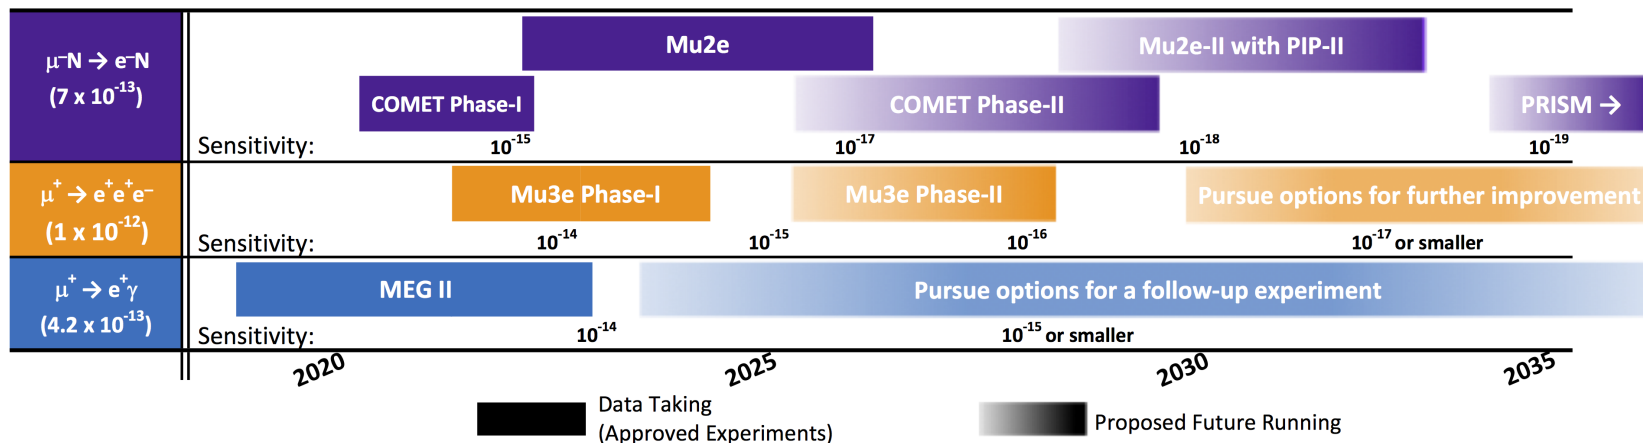 μ⁻N → e⁻N
(7 x 10⁻¹³)
Mu2e
Mu2e-II with PIP-II
COMET Phase-I
COMET Phase-II
PRISM →
Sensitivity:
10⁻¹⁵
10⁻¹⁷
10⁻¹⁸
10⁻¹⁹
μ⁺ → e⁺e⁺e⁻
(1 x 10⁻¹²)
Mu3e Phase-I
Mu3e Phase-II
Pursue options for further improvement
Sensitivity:
10⁻¹⁴
10⁻¹⁵
10⁻¹⁶
10⁻¹⁷ or smaller
μ⁺ → e⁺γ
(4.2 x 10⁻¹³)
MEG II
Pursue options for a follow-up experiment
Sensitivity:
10⁻¹⁴
10⁻¹⁵ or smaller
2020
2025
2030
2035
Data Taking
(Approved Experiments)
Proposed Future Running